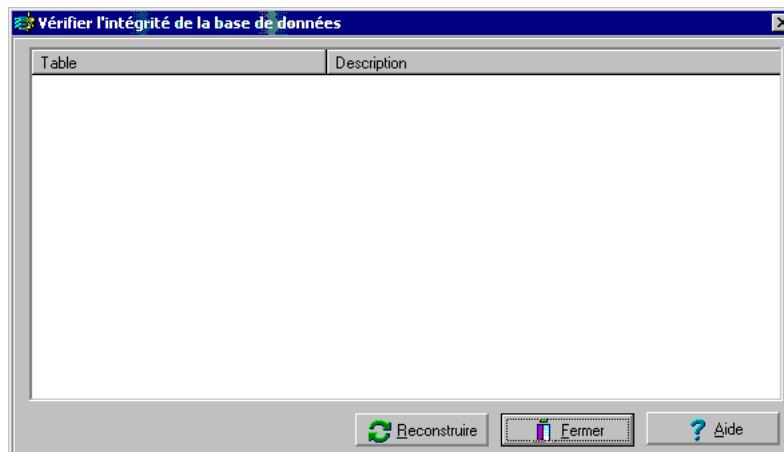 Vérifier l'intégrité de la base de données
Table Description
Reconstruire Fermer Aide